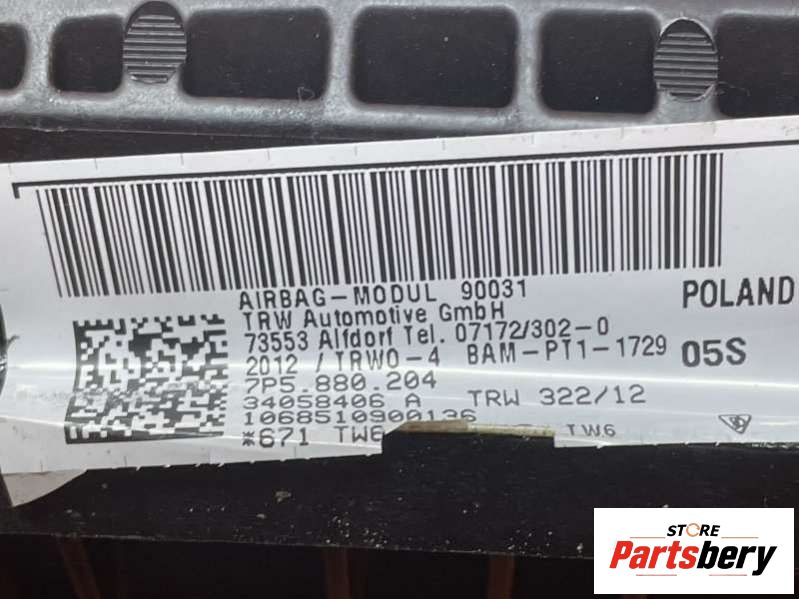 AIRBAG-MODUL 90031
TRW Automotive GmbH
73553 Alfdorf Tel. 07172/302-0
2012 / TRWO-4 BAM-PT1-1729
7P5.880.204
34058406 A TRW 322/12
1068510900136
*671 TW6 TW6
POLAND
05S
STORE
Partsbery